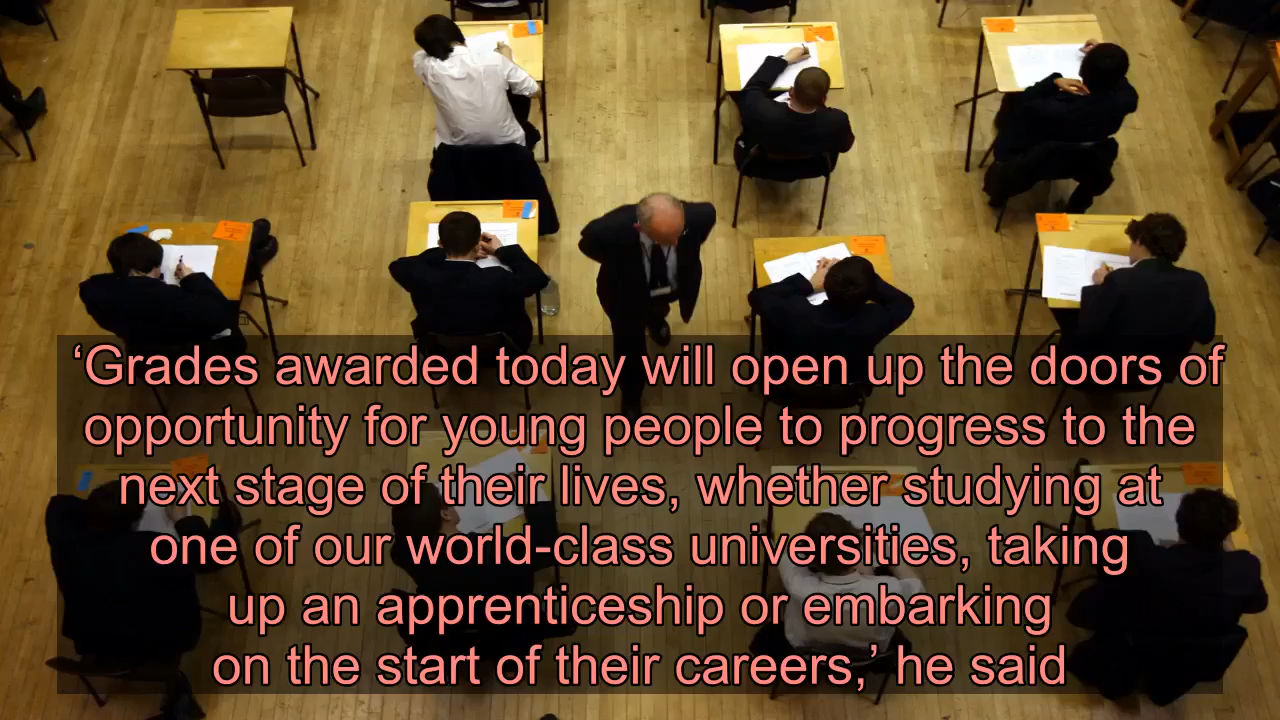 ‘Grades awarded today will open up the doors of
opportunity for young people to progress to the
next stage of their lives, whether studying at
one of our world-class universities, taking
up an apprenticeship or embarking
on the start of their careers,’ he said